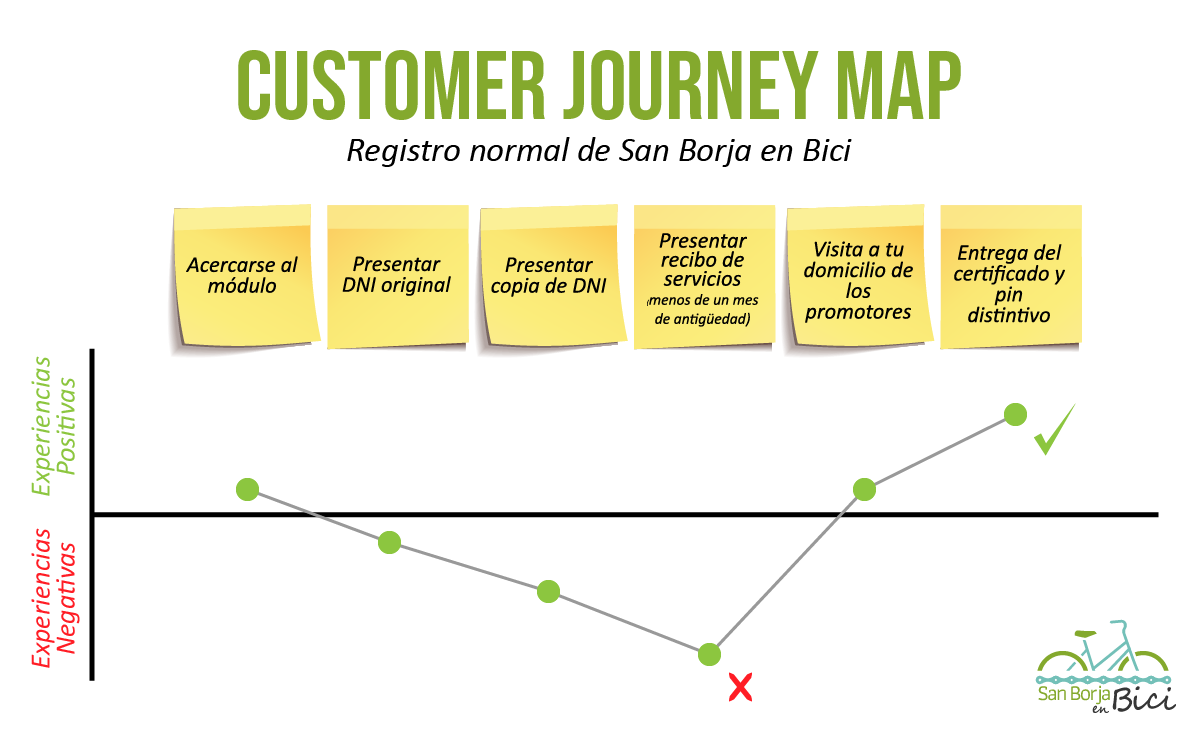 CUSTOMER JOURNEY MAP
Registro normal de San Borja en Bici
Acercarse al
módulo
Presentar
DNI original
Presentar
copia de DNI
Presentar
recibo de
servicios
(menos de un mes
de antigüedad)
Visita a tu
domicilio de
los
promotores
Entrega del
certificado y
pin
distintivo
Experiencias
Positivas
Experiencias
Negativas
San Borja
en Bici